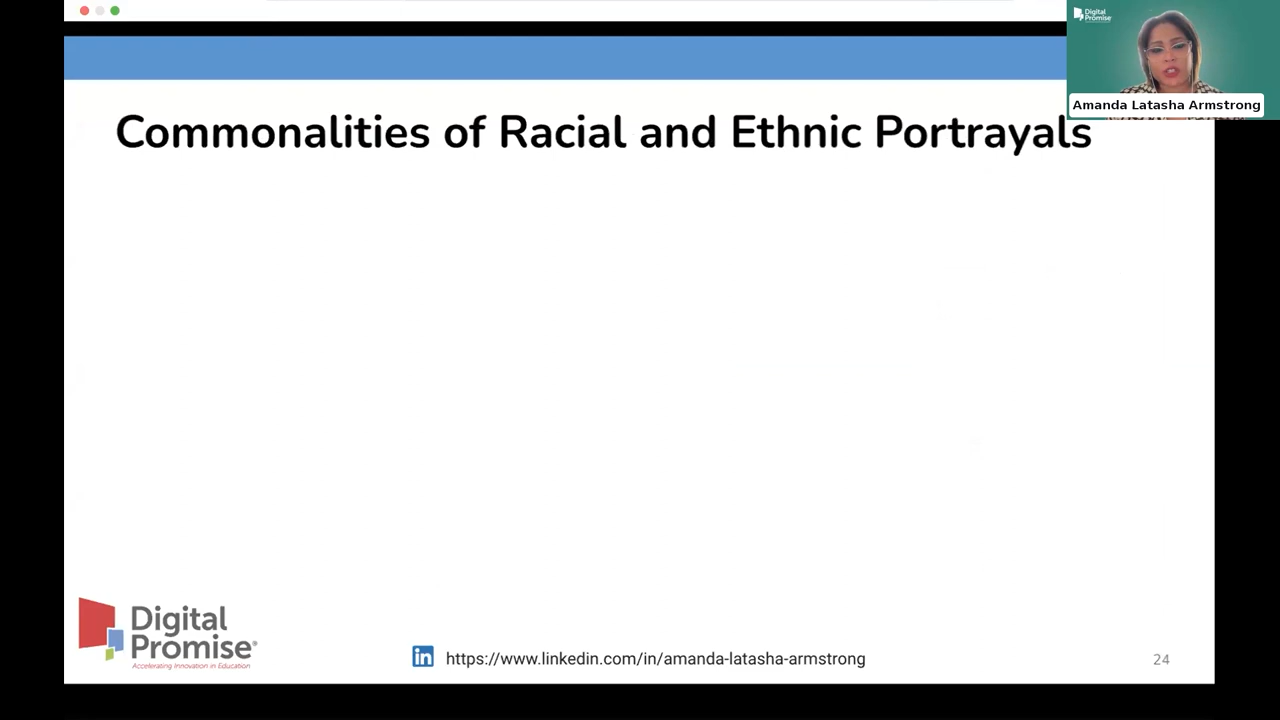 Digital
Promise
Amanda Latasha Armstrong
Commonalities of Racial and Ethnic Portrayals
Digital
Promise®
Accelerating Innovation in Education
in
https://www.linkedin.com/in/amanda-latasha-armstrong
24